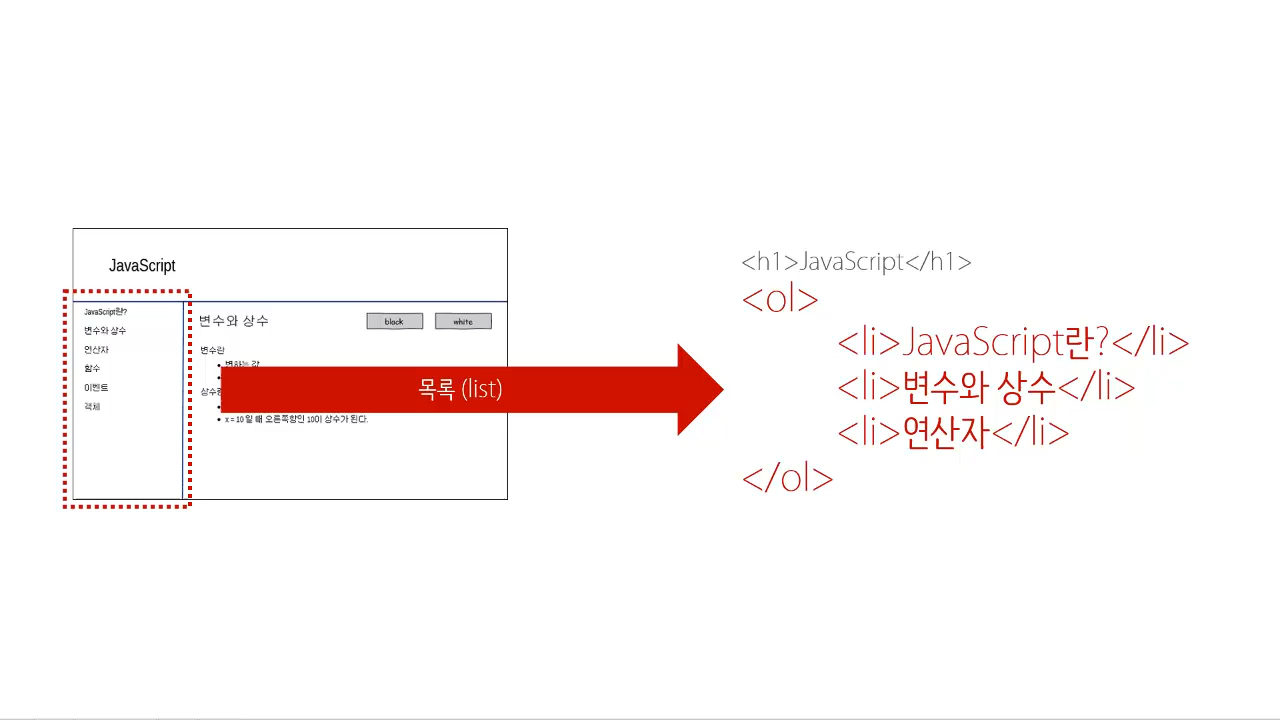 JavaScript
JavaScript란?
변수와 상수
연산자
함수
이벤트
객체
변수와 상수
black
white
변수란
변하는 값
x = 10 일 때 오른쪽항인 10이 상수가 된다.
목록 (list)
<h1>JavaScript</h1>
<ol>
<li>JavaScript란?</li>
<li>변수와 상수</li>
<li>연산자</li>
</ol>